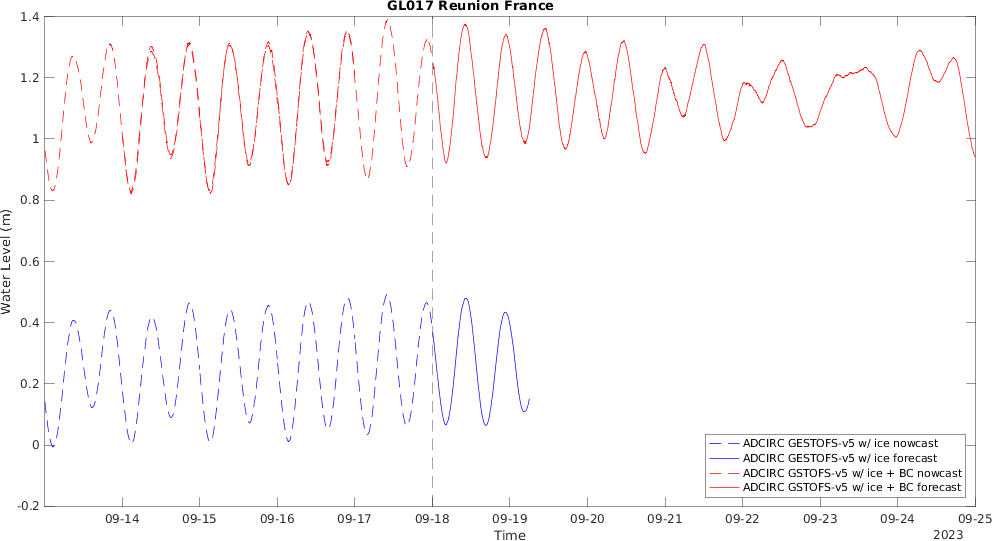 GL017 Reunion France
1.4
1.2
1
0.8
0.6
0.4
0.2
0
-0.2
Water Level (m)
09-14 09-15 09-16 09-17 09-18 09-19 09-20 09-21 09-22 09-23 09-24 09-25
Time
2023
ADCIRC GESTOFS-v5 w/ ice nowcast
ADCIRC GESTOFS-v5 w/ ice forecast
ADCIRC GSTOFS-v5 w/ ice + BC nowcast
ADCIRC GSTOFS-v5 w/ ice + BC forecast